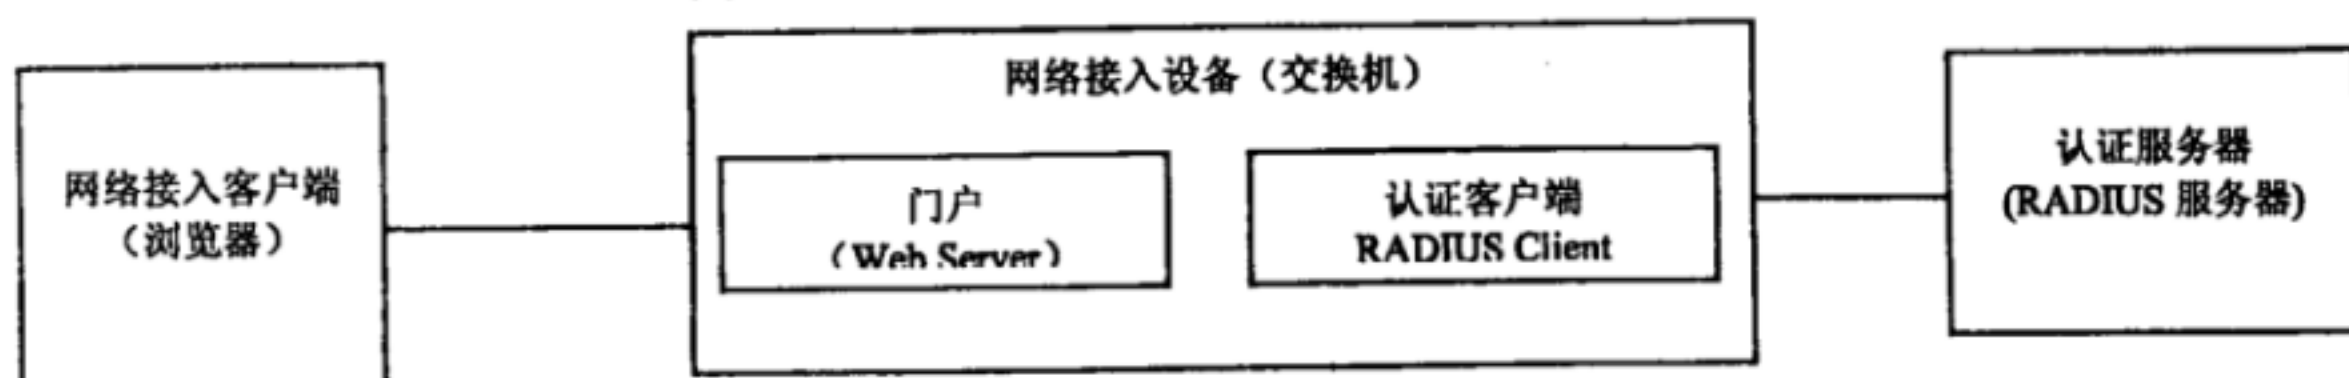 网络接入客户端
（浏览器）
网络接入设备（交换机）
门户
（Web Server）
认证客户端
RADIUS Client
认证服务器
(RADIUS 服务器)